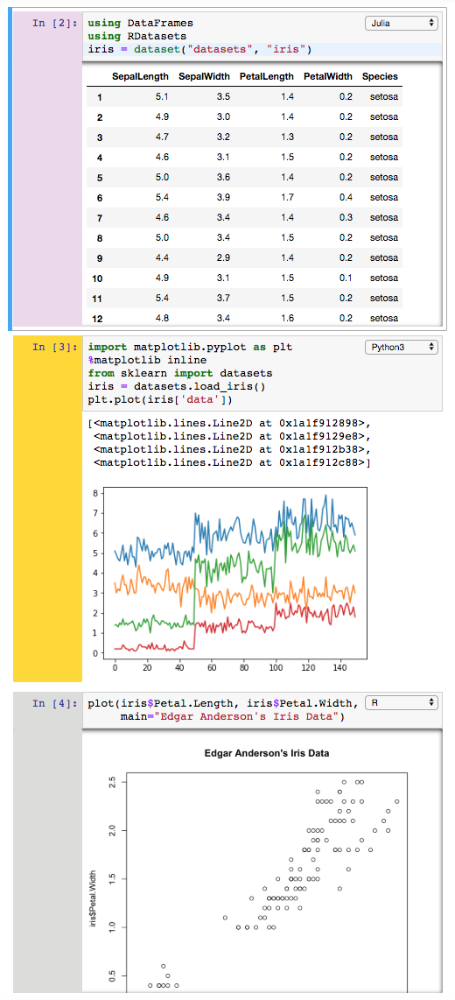 In [2]: using DataFrames Julia
using RDatasets
iris = dataset("datasets", "iris")
SepalLength SepalWidth PetalLength PetalWidth Species
1 5.1 3.5 1.4 0.2 setosa
2 4.9 3.0 1.4 0.2 setosa
3 4.7 3.2 1.3 0.2 setosa
4 4.6 3.1 1.5 0.2 setosa
5 5.0 3.6 1.4 0.2 setosa
6 5.4 3.9 1.7 0.4 setosa
7 4.6 3.4 1.4 0.3 setosa
8 5.0 3.4 1.5 0.2 setosa
9 4.4 2.9 1.4 0.2 setosa
10 4.9 3.1 1.5 0.1 setosa
11 5.4 3.7 1.5 0.2 setosa
12 4.8 3.4 1.6 0.2 setosa
In [3]: import matplotlib.pyplot as plt Python3
%matplotlib inline
from sklearn import datasets
iris = datasets.load_iris()
plt.plot(iris['data'])
[<matplotlib.lines.Line2D at 0x1a1f912898>,
<matplotlib.lines.Line2D at 0x1a1f9129e8>,
<matplotlib.lines.Line2D at 0x1a1f912b38>,
<matplotlib.lines.Line2D at 0x1a1f912c88>]
8
7
6
5
4
3
2
1
0
0 20 40 60 80 100 120 140
In [4]: plot(iris$Petal.Length, iris$Petal.Width, R
main="Edgar Anderson's Iris Data")
Edgar Anderson's Iris Data
2.5
2.0
1.5
1.0
0.5
iris$Petal.Width